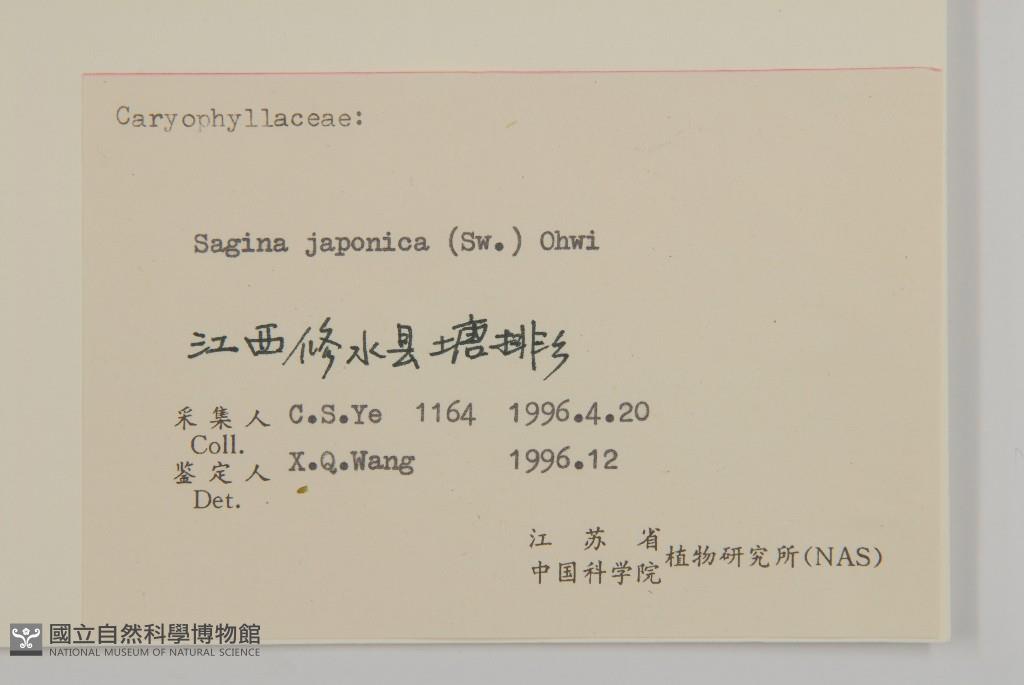 Caryophyllaceae:
Sagina japonica (Sw.) Ohwi
江西修水县塘排乡
采集人 C.S.Ye 1164 1996.4.20
Coll.
鉴定人 X.Q.Wang 1996.12
Det.
江苏省
中国科学院植物研究所(NAS)
國立自然科學博物館
NATIONAL MUSEUM OF NATURAL SCIENCE